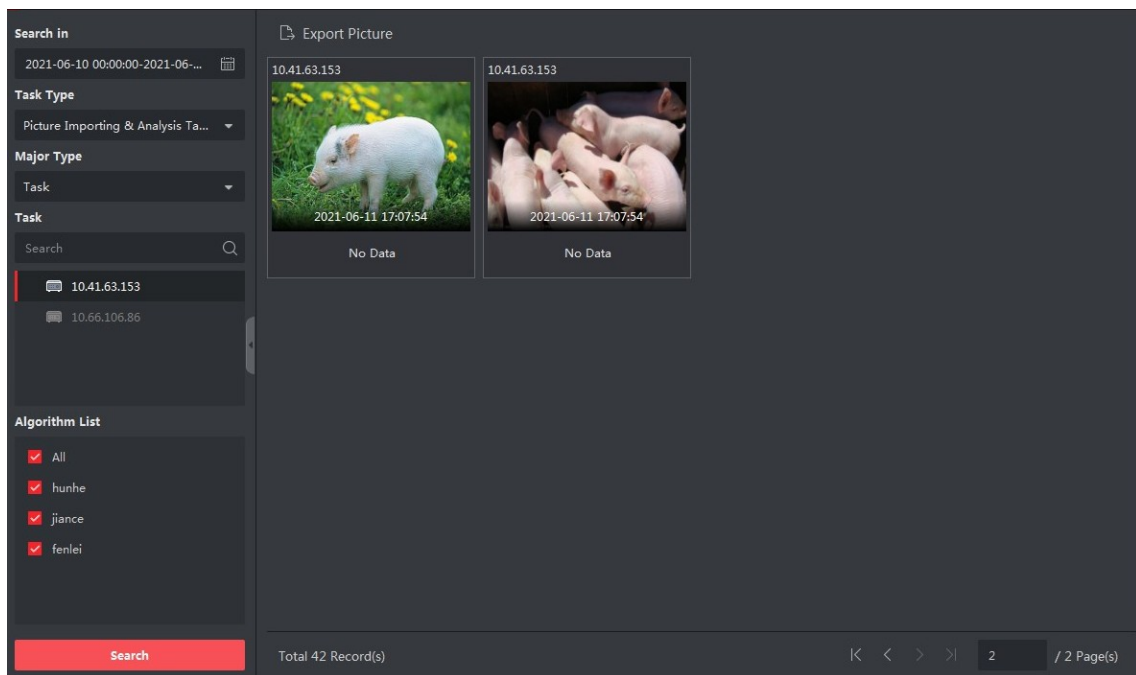 Search in
2021-06-10 00:00:00-2021-06-...
Task Type
Picture Importing & Analysis Ta...
Major Type
Task
Task
Search
10.41.63.153
10.66.106.86
Algorithm List
All
hunhe
jiance
fenlei
Search
Export Picture
10.41.63.153
2021-06-11 17:07:54
No Data
10.41.63.153
2021-06-11 17:07:54
No Data
Total 42 Record(s)
2
/ 2 Page(s)